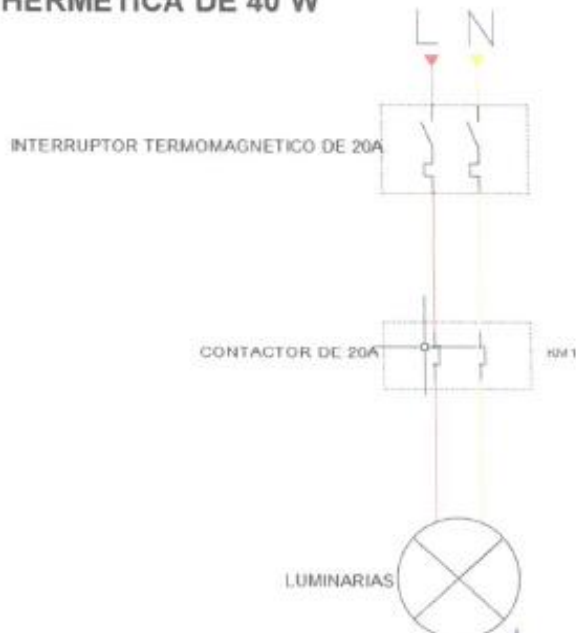 HERMETICA DE 40 W
L N
INTERRUPTOR TERMOMAGNETICO DE 20A
CONTACTOR DE 20A
KM1
LUMINARIAS